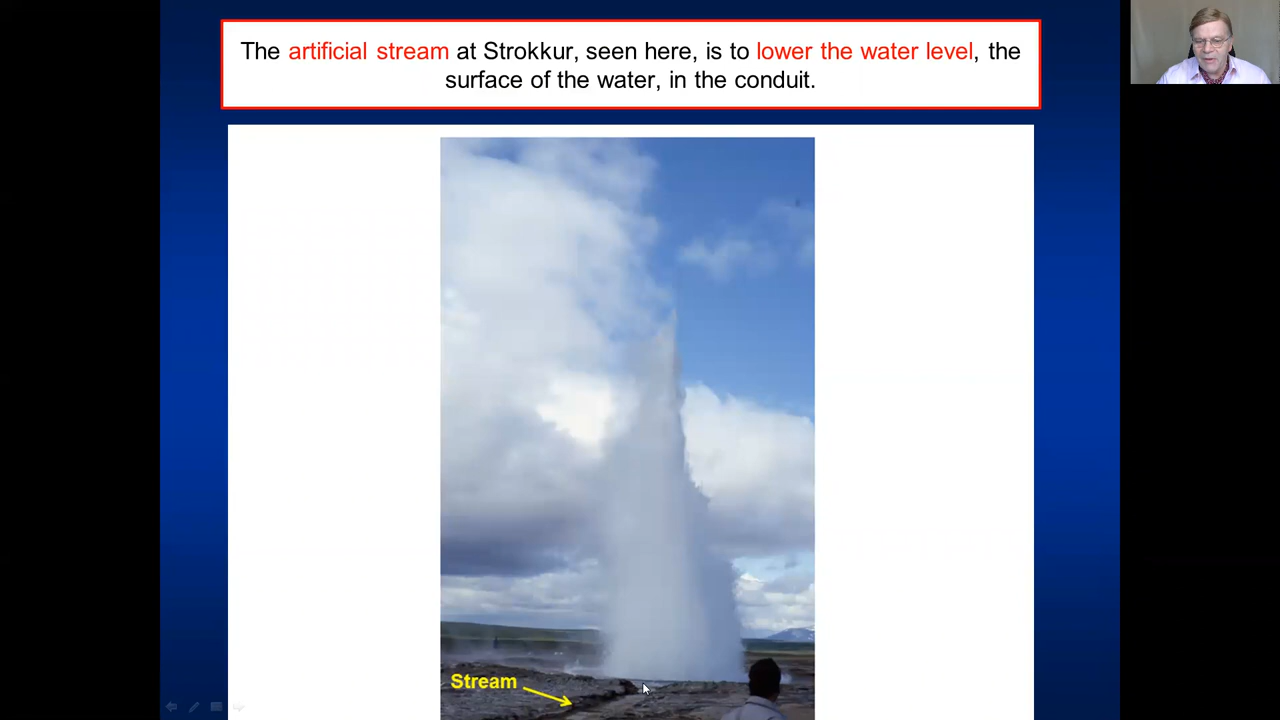 The artificial stream at Strokkur, seen here, is to lower the water level, the
surface of the water, in the conduit.
Stream